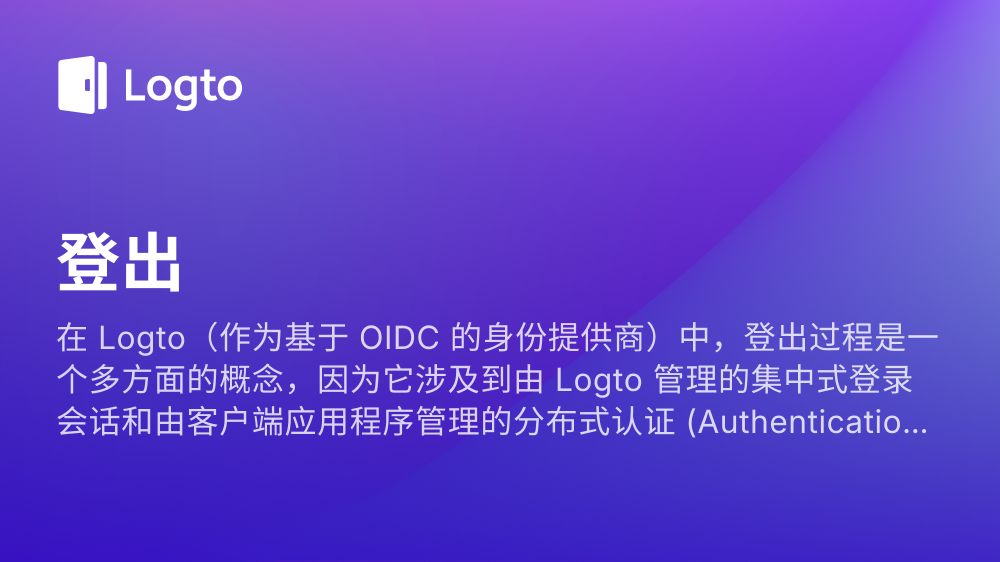 Logto
登出
在 Logto（作为基于 OIDC 的身份提供商）中，登出过程是一
个多方面的概念，因为它涉及到由 Logto 管理的集中式登录
会话和由客户端应用程序管理的分布式认证 (Authenticatio...